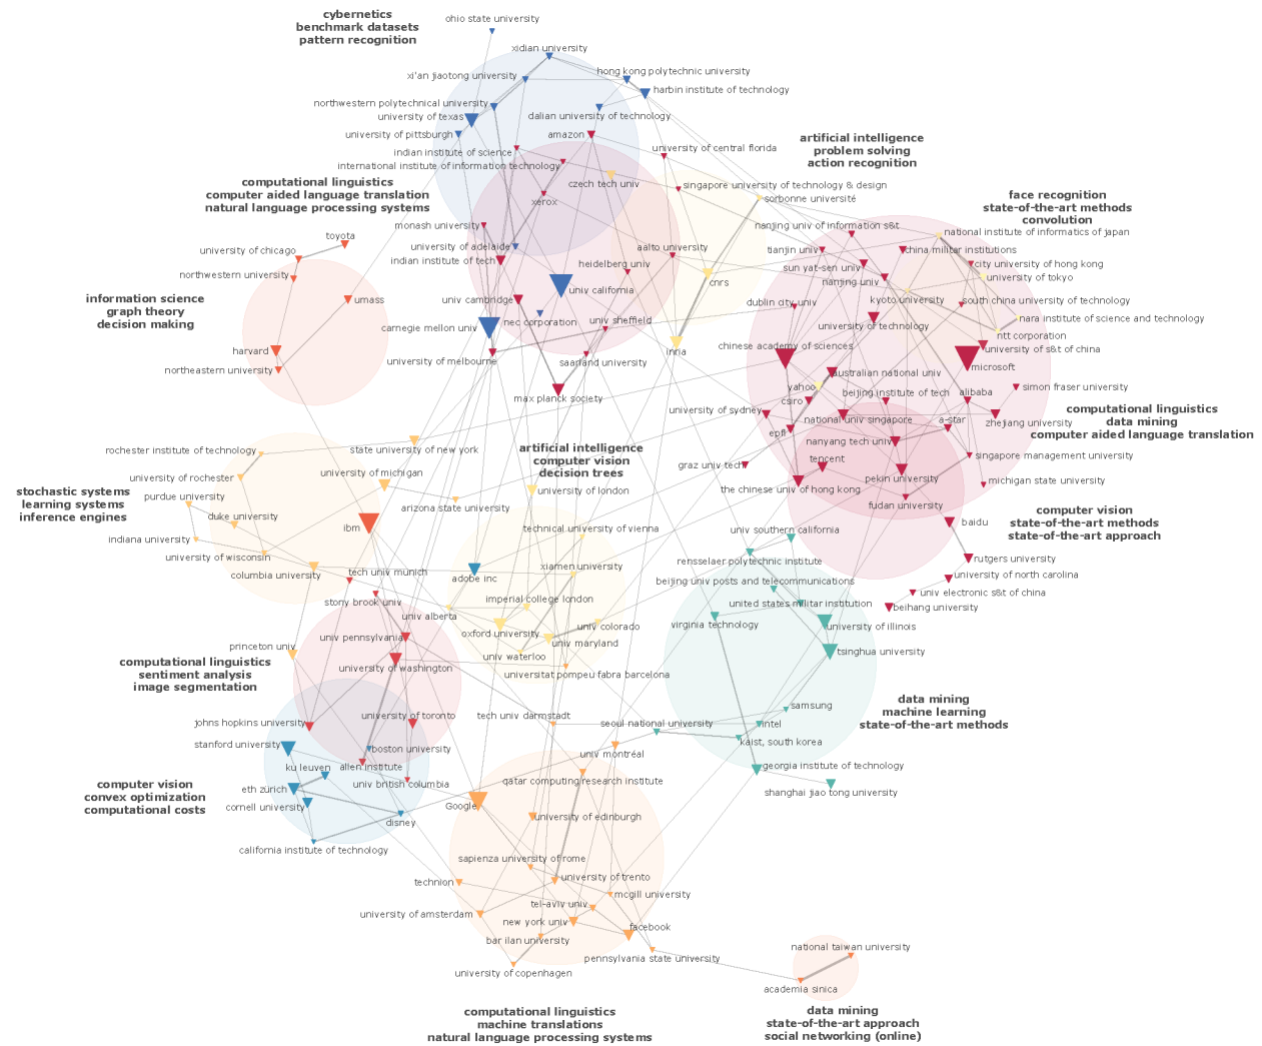 cybernetics
benchmark datasets
pattern recognition
ohio state university
xidian university
xi'an jiaotong university
hong kong polytechnic university
harbin institute of technology
northwestern polytechnical university
university of texas
dalian university of technology
university of pittsburgh
amazon
indian institute of science
university of central florida
international institute of information technology
czech tech univ
singapore university of technology & design
sorbonne université
xerox
artificial intelligence
problem solving
action recognition
computational linguistics
computer aided language translation
natural language processing systems
face recognition
state-of-the-art methods
convolution
monash university
university of adelaide
indian institute of tech
aalto university
heidelberg univ
cnrs
nanjing univ of information s&t
national institute of informatics of japan
tianjin univ
china militar institutions
sun yat-sen univ
city university of hong kong
nanjing univ
university of tokyo
toyota
university of chicago
northwestern university
umass
information science
graph theory
decision making
harvard
northeastern university
univ california
univ cambridge
nec corporation
carnegie mellon univ
univ sheffield
university of melbourne
saarland university
inria
max planck society
dublin city univ
kyoto university
south china university of technology
university of technology
nara institute of science and technology
ntt corporation
chinese academy of sciences
university of s&t of china
microsoft
australian national univ
yahoo
csiro
beijing institute of tech
alibaba
simon fraser university
university of sydney
national univ singapore
a-star
zhejiang university
epfl
nanyang tech univ
computational linguistics
data mining
computer aided language translation
graz univ tech
tencent
singapore management university
the chinese univ of hong kong
pekin university
michigan state university
fudan university
computer vision
state-of-the-art methods
state-of-the-art approach
baidu
rutgers university
university of north carolina
univ electronic s&t of china
beihang university
rochester institute of technology
state university of new york
university of rochester
university of michigan
stochastic systems
learning systems
inference engines
purdue university
duke university
arizona state university
ibm
indiana university
university of wisconsin
columbia university
artificial intelligence
computer vision
decision trees
university of london
technical university of vienna
tech univ munich
adobe inc
xiamen university
stony brook univ
imperial college london
univ alberta
oxford university
univ colorado
univ maryland
univ waterloo
universitat pompeu fabra barcelona
univ southern california
rensselaer polytechnic institute
beijing univ posts and telecommunications
united states militar institution
virginia technology
university of illinois
tsinghua university
univ pennsylvania
princeton univ
university of washington
computational linguistics
sentiment analysis
image segmentation
johns hopkins university
university of toronto
stanford university
boston university
ku leuven
allen institute
eth zürich
univ british columbia
cornell university
disney
california institute of technology
computer vision
convex optimization
computational costs
tech univ darmstadt
seoul national university
samsung
intel
kaist, south korea
georgia institute of technology
shanghai jiao tong university
data mining
machine learning
state-of-the-art methods
univ montréal
qatar computing research institute
Google
university of edinburgh
sapienza university of rome
technion
university of trento
mcgill university
university of amsterdam
tel-aviv univ
new york univ
facebook
bar ilan university
pennsylvania state university
university of copenhagen
national taiwan university
academia sinica
computational linguistics
machine translations
natural language processing systems
data mining
state-of-the-art approach
social networking (online)